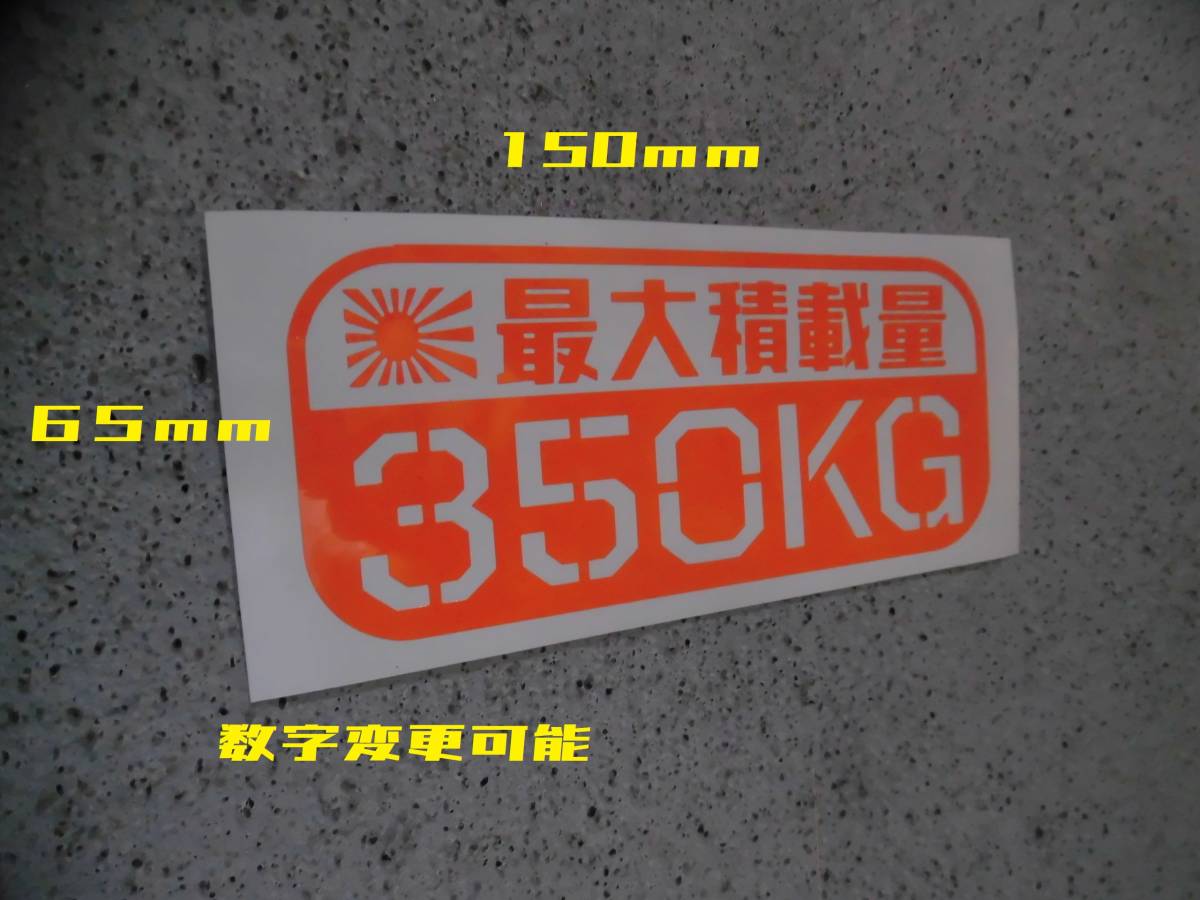 150mm
最大積載量
65mm
350KG
数字変更可能